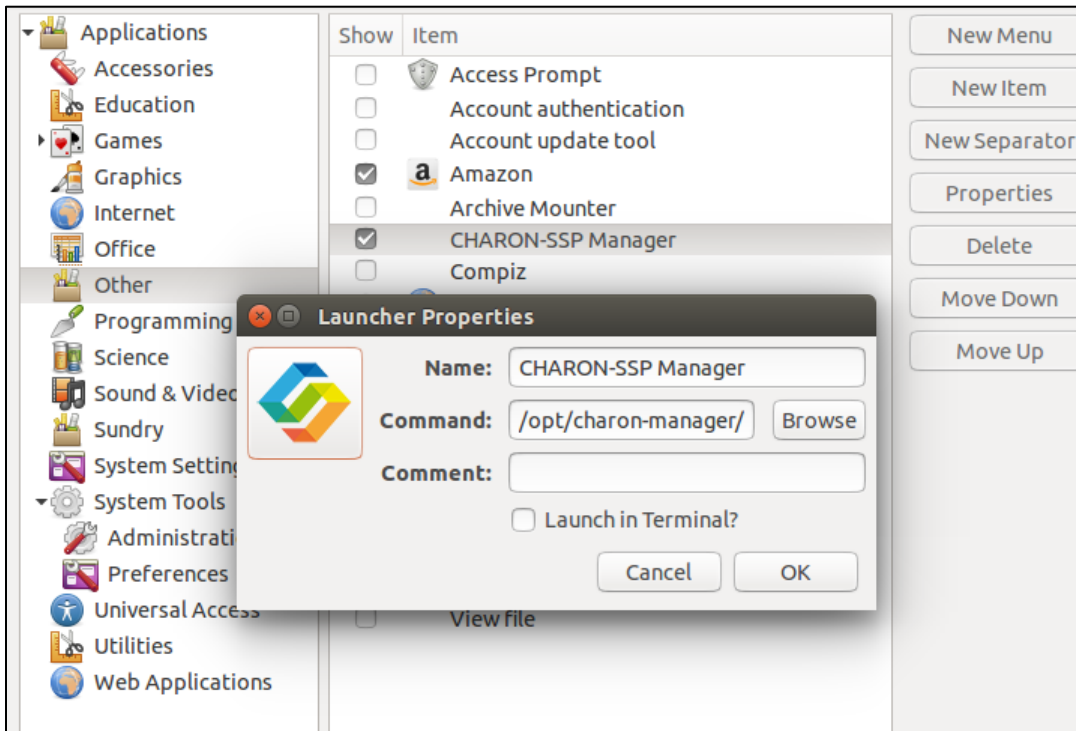 Applications
Accessories
Education
Games
Graphics
Internet
Office
Other
Programming
Science
Sound & Video
Sundry
System Setting
System Tools
Administrati
Preferences
Universal Access
Utilities
Web Applications
Show Item
Access Prompt
Account authentication
Account update tool
a Amazon
Archive Mounter
CHARON-SSP Manager
Compiz
View file
Launcher Properties
Name: CHARON-SSP Manager
Command: /opt/charon-manager/ Browse
Comment:
Launch in Terminal?
Cancel OK
New Menu
New Item
New Separator
Properties
Delete
Move Down
Move Up